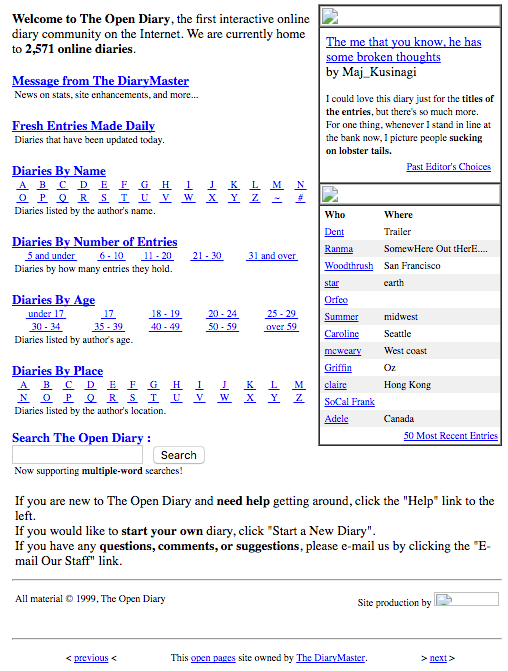 Welcome to The Open Diary, the first interactive online
diary community on the Internet. We are currently home
to 2,571 online diaries.
Message from The DiaryMaster
News on stats, site enhancements, and more...
Fresh Entries Made Daily
Diaries that have been updated today.
Diaries By Name
A B C D E F G H I J K L M N
O P Q R S T U V W X Y Z ~ #
Diaries listed by the author's name.
Diaries By Number of Entries
5 and under 6 - 10 11 - 20 21 - 30 31 and over
Diaries by how many entries they hold.
Diaries By Age
under 17 17 18 - 19 20 - 24 25 - 29
30 - 34 35 - 39 40 - 49 50 - 59 over 59
Diaries listed by author's age.
Diaries By Place
A B C D E F G H I J K L M
N O P Q R S T U V W X Y Z
Diaries listed by the author's location.
Search The Open Diary :
Search
Now supporting multiple-word searches!
The me that you know, he has
some broken thoughts
by Maj_Kusinagi
I could love this diary just for the titles of
the entries, but there's so much more.
For one thing, whenever I stand in line at
the bank now, I picture people sucking
on lobster tails.
Past Editor's Choices
Who Where
Dent Trailer
Ranma SomewHere Out tHerE....
Woodthrush San Francisco
star earth
Orfeo
Summer midwest
Caroline Seattle
mcweary West coast
Griffin Oz
claire Hong Kong
SoCal Frank
Adele Canada
50 Most Recent Entries
If you are new to The Open Diary and need help getting around, click the "Help" link to the
left.
If you would like to start your own diary, click "Start a New Diary".
If you have any questions, comments, or suggestions, please e-mail us by clicking the "E-
mail Our Staff" link.
All material © 1999, The Open Diary
Site production by
< previous < This open pages site owned by The DiaryMaster. > next >